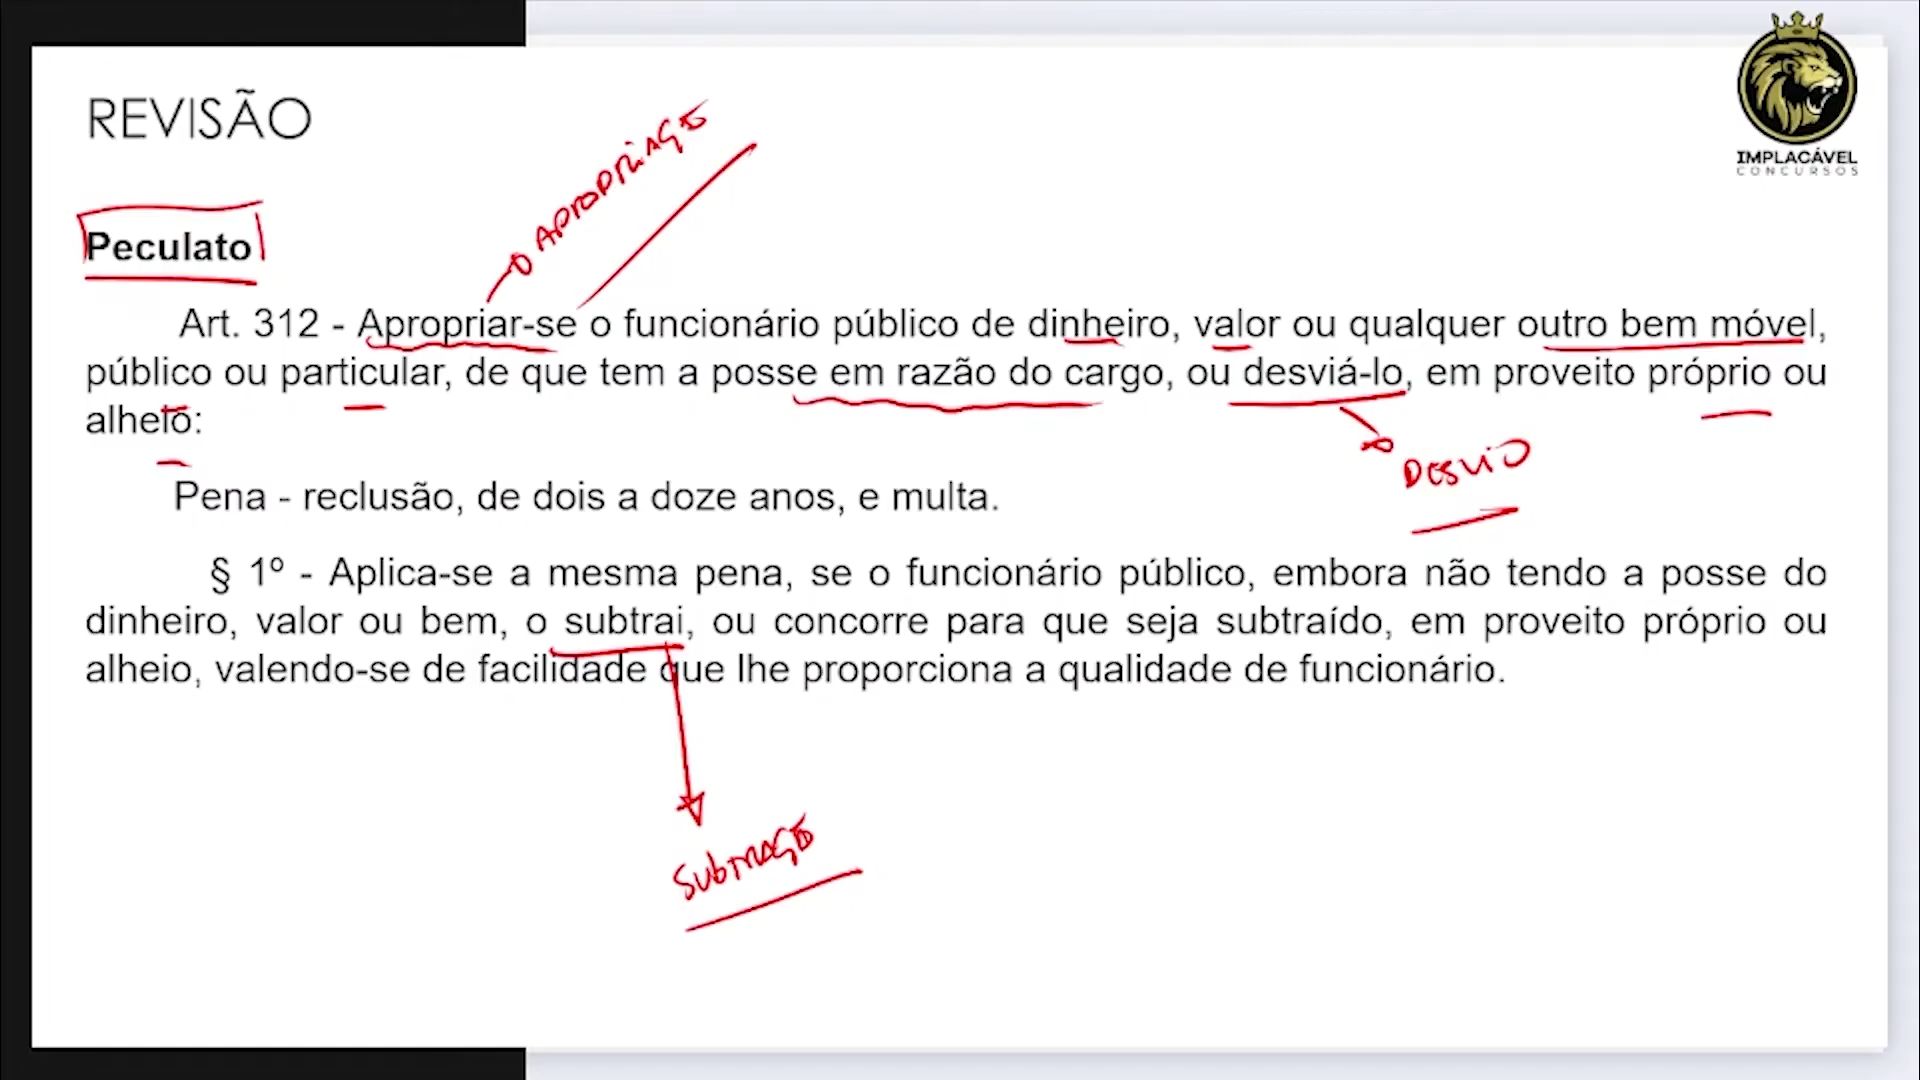 REVISÃO
IMPLACÁVEL
CONCURSOS
APROPRIAÇÃO
Peculato
Art. 312 - Apropriar-se o funcionário público de dinheiro, valor ou qualquer outro bem móvel,
público ou particular, de que tem a posse em razão do cargo, ou desviá-lo, em proveito próprio ou
alheio:
DESVIO
Pena - reclusão, de dois a doze anos, e multa.
§ 1º - Aplica-se a mesma pena, se o funcionário público, embora não tendo a posse do
dinheiro, valor ou bem, o subtrai, ou concorre para que seja subtraído, em proveito próprio ou
alheio, valendo-se de facilidade que lhe proporciona a qualidade de funcionário.
SUbTRAÇÃO